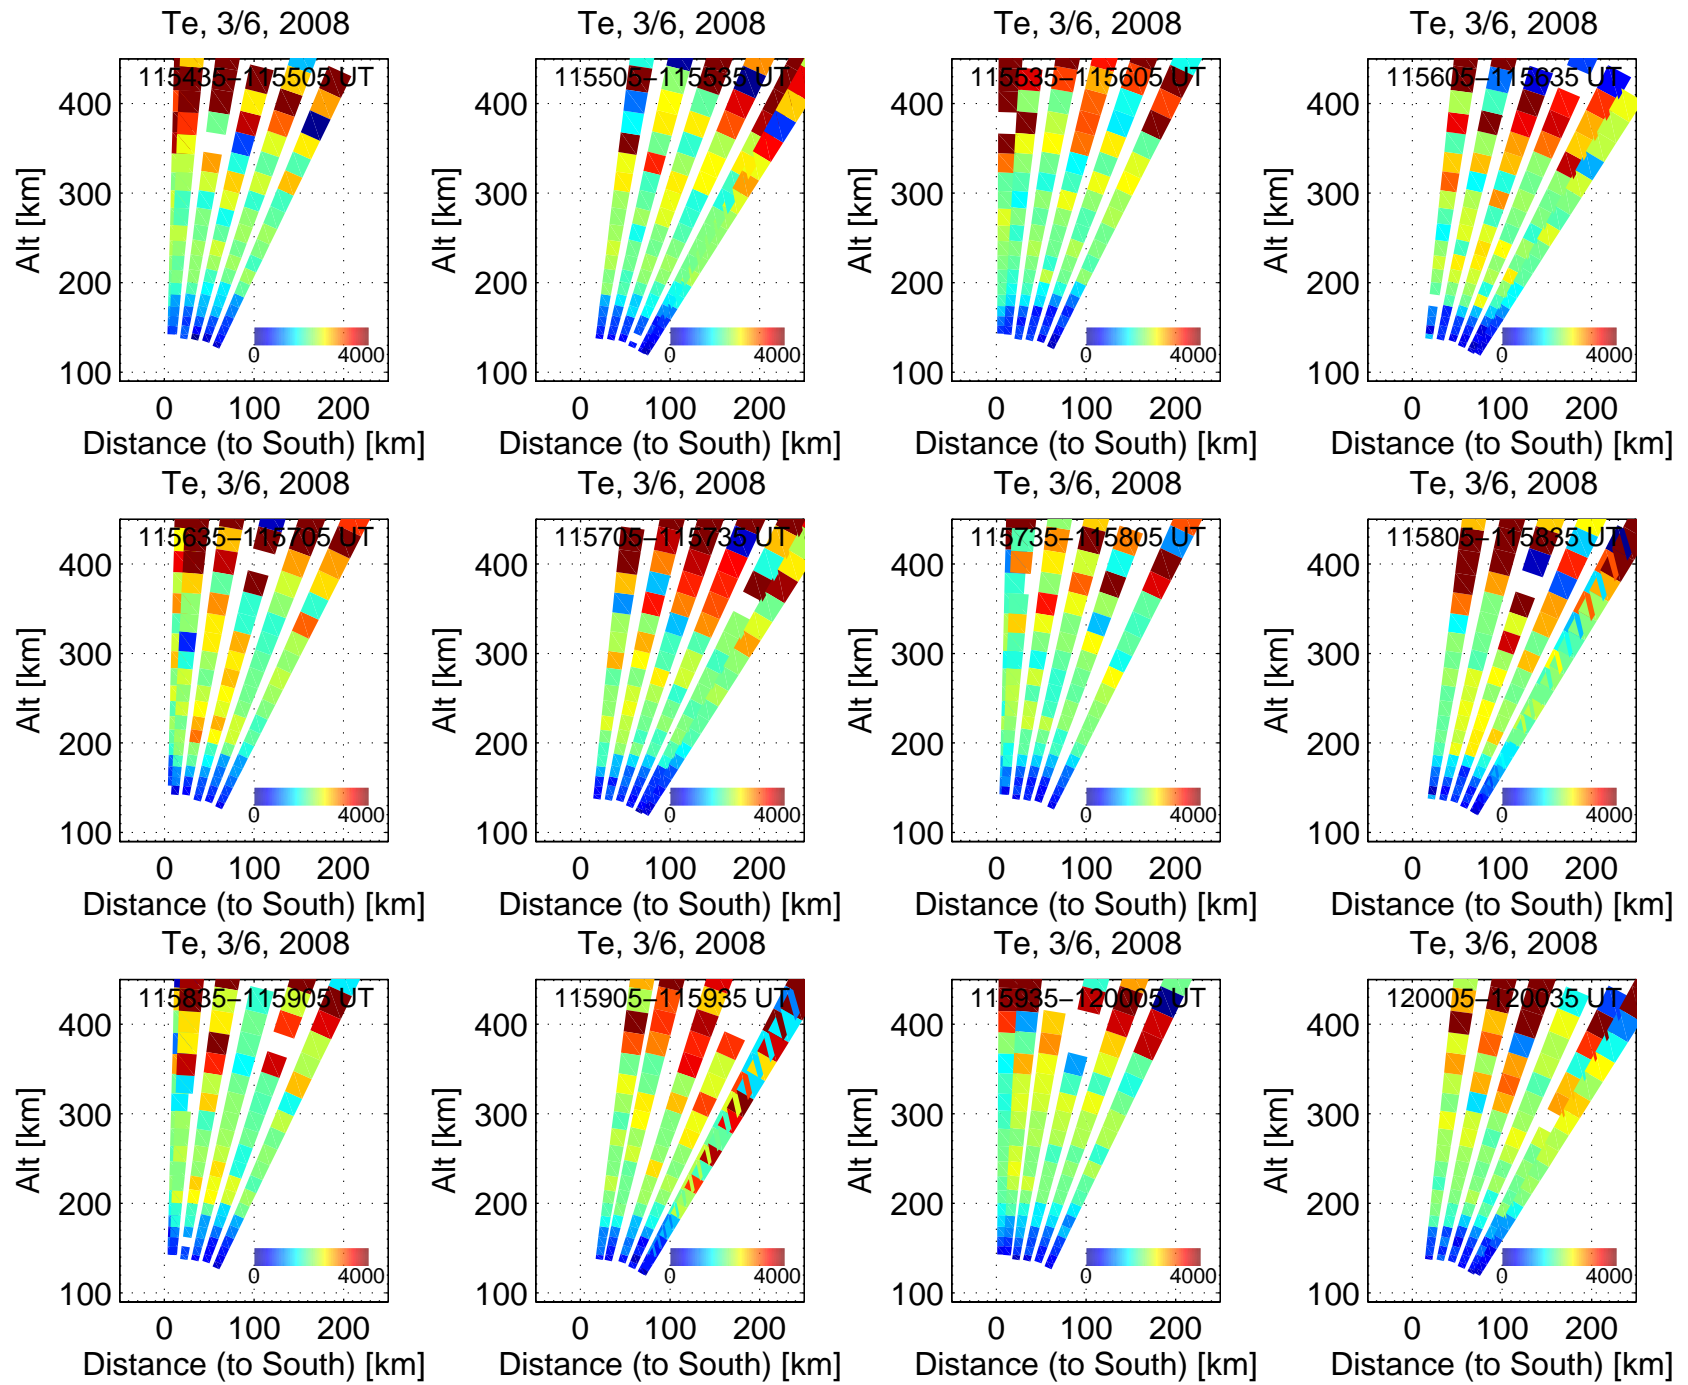 Te, 3/6, 2008
115435−115505 UT
Alt [km]
400
300
200
100
0 4000
0 100 200
Distance (to South) [km]
Te, 3/6, 2008
115505−115535 UT
Alt [km]
400
300
200
100
0 4000
0 100 200
Distance (to South) [km]
Te, 3/6, 2008
115535−115605 UT
Alt [km]
400
300
200
100
0 4000
0 100 200
Distance (to South) [km]
Te, 3/6, 2008
115605−115635 UT
Alt [km]
400
300
200
100
0 4000
0 100 200
Distance (to South) [km]
Te, 3/6, 2008
115635−115705 UT
Alt [km]
400
300
200
100
0 4000
0 100 200
Distance (to South) [km]
Te, 3/6, 2008
115705−115735 UT
Alt [km]
400
300
200
100
0 4000
0 100 200
Distance (to South) [km]
Te, 3/6, 2008
115735−115805 UT
Alt [km]
400
300
200
100
0 4000
0 100 200
Distance (to South) [km]
Te, 3/6, 2008
115805−115835 UT
Alt [km]
400
300
200
100
0 4000
0 100 200
Distance (to South) [km]
Te, 3/6, 2008
115835−115905 UT
Alt [km]
400
300
200
100
0 4000
0 100 200
Distance (to South) [km]
Te, 3/6, 2008
115905−115935 UT
Alt [km]
400
300
200
100
0 4000
0 100 200
Distance (to South) [km]
Te, 3/6, 2008
115935−120005 UT
Alt [km]
400
300
200
100
0 4000
0 100 200
Distance (to South) [km]
Te, 3/6, 2008
120005−120035 UT
Alt [km]
400
300
200
100
0 4000
0 100 200
Distance (to South) [km]